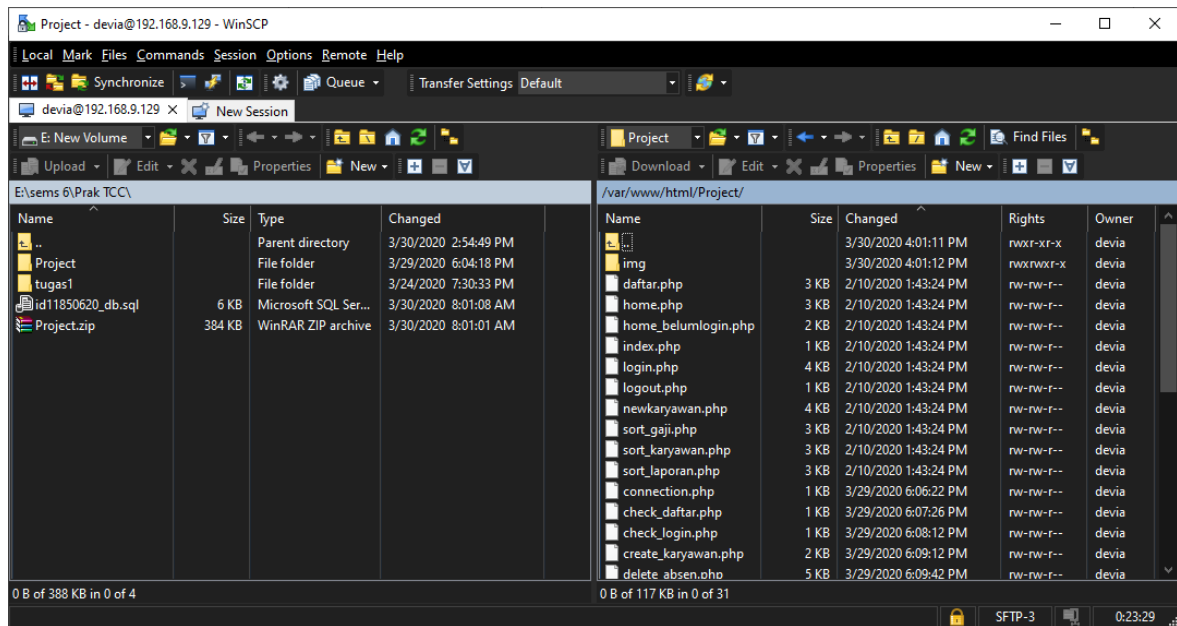 Project - devia@192.168.9.129 - WinSCP
Local Mark Files Commands Session Options Remote Help
Synchronize Queue Transfer Settings Default
devia@192.168.9.129 New Session
E: New Volume Project Find Files
Upload Edit Properties New Download Edit Properties New
E:\sems 6\Prak TCC\ /var/www/html/Project/
Name Size Type Changed Name Size Changed Rights Owner
.. Parent directory 3/30/2020 2:54:49 PM .. 3/30/2020 4:01:11 PM rwxr-xr-x devia
Project File folder 3/29/2020 6:04:18 PM img 3/30/2020 4:01:12 PM rwxrwxr-x devia
tugas1 File folder 3/24/2020 7:30:33 PM daftar.php 3 KB 2/10/2020 1:43:24 PM rw-rw-r-- devia
id11850620_db.sql 6 KB Microsoft SQL Ser... 3/30/2020 8:01:08 AM home.php 3 KB 2/10/2020 1:43:24 PM rw-rw-r-- devia
Project.zip 384 KB WinRAR ZIP archive 3/30/2020 8:01:01 AM home_belumlogin.php 2 KB 2/10/2020 1:43:24 PM rw-rw-r-- devia
index.php 1 KB 2/10/2020 1:43:24 PM rw-rw-r-- devia
login.php 4 KB 2/10/2020 1:43:24 PM rw-rw-r-- devia
logout.php 1 KB 2/10/2020 1:43:24 PM rw-rw-r-- devia
newkaryawan.php 4 KB 2/10/2020 1:43:24 PM rw-rw-r-- devia
sort_gaji.php 3 KB 2/10/2020 1:43:24 PM rw-rw-r-- devia
sort_karyawan.php 3 KB 2/10/2020 1:43:24 PM rw-rw-r-- devia
sort_laporan.php 3 KB 2/10/2020 1:43:24 PM rw-rw-r-- devia
connection.php 1 KB 3/29/2020 6:06:22 PM rw-rw-r-- devia
check_daftar.php 1 KB 3/29/2020 6:07:26 PM rw-rw-r-- devia
check_login.php 1 KB 3/29/2020 6:08:12 PM rw-rw-r-- devia
create_karyawan.php 2 KB 3/29/2020 6:09:12 PM rw-rw-r-- devia
delete_absen.php 5 KB 3/29/2020 6:09:42 PM rw-rw-r-- devia
0 B of 388 KB in 0 of 4 0 B of 117 KB in 0 of 31
SFTP-3 0:23:29